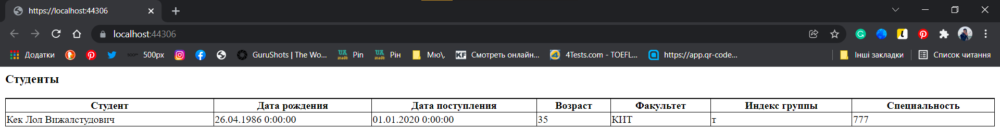 https://localhost:44306
localhost:44306
Додатки 500px GuruShots | The Wo... Pin Рін Мю\. Смотреть онлайн... 4Tests.com - TOEFL... https://app.qr-code... Інші закладки Список читання
Студенты
Студент Дата рождения Дата поступления Возраст Факультет Индекс группы Специальность
Кек Лол Вижалстудович 26.04.1986 0:00:00 01.01.2020 0:00:00 35 КИТ т 777